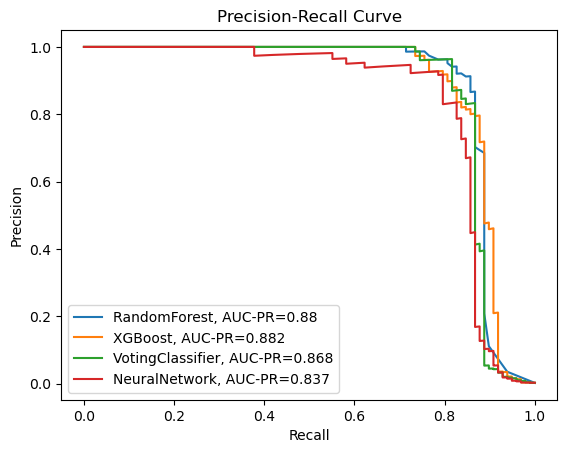 Precision-Recall Curve
Precision
1.0
0.8
0.6
0.4
0.2
0.0
RandomForest, AUC-PR=0.88
XGBoost, AUC-PR=0.882
VotingClassifier, AUC-PR=0.868
NeuralNetwork, AUC-PR=0.837
0.0 0.2 0.4 0.6 0.8 1.0
Recall